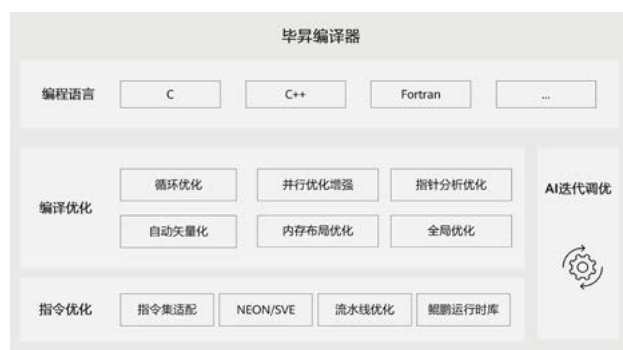 毕昇编译器
编程语言 C C++ Fortran ...
循环优化 并行优化增强 指针分析优化
编译优化
自动矢量化 内存布局优化 全局优化
AI迭代调优
指令优化 指令集适配 NEON/SVE 流水线优化 鲲鹏运行时库